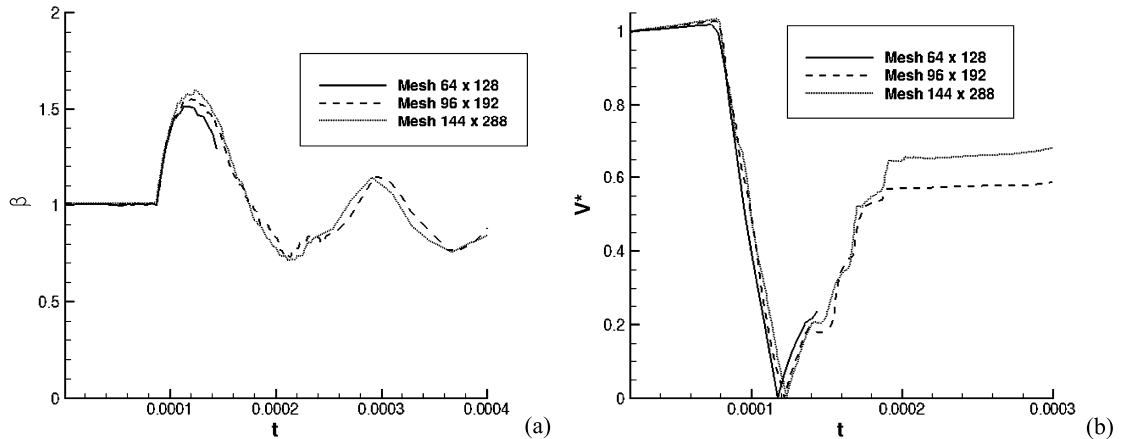 2
1.5
1
0.5
0
β
0.0001
0.0002
0.0003
0.0004
t
Mesh 64 x 128
Mesh 96 x 192
Mesh 144 x 288
(a)
1
0.8
0.6
0.4
0.2
0
V*
0.0001
0.0002
0.0003
t
Mesh 64 x 128
Mesh 96 x 192
Mesh 144 x 288
(b)